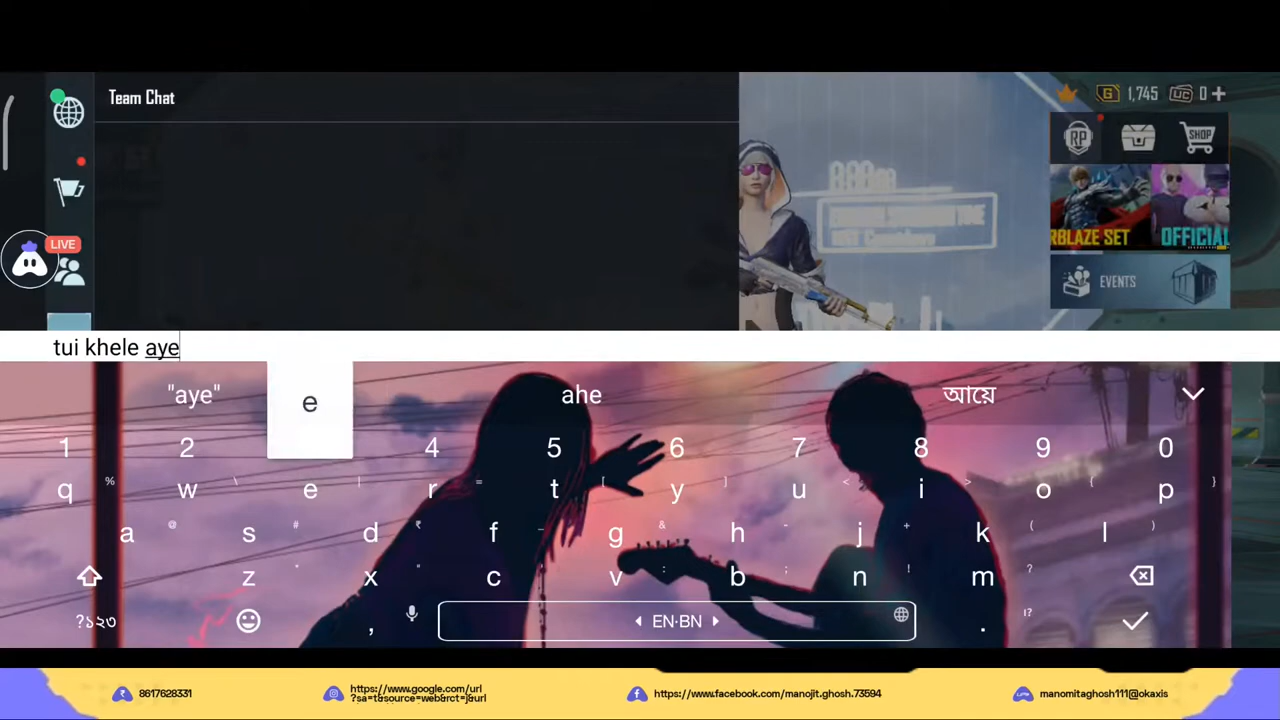 Team Chat
G 1,745 UC 0 +
RP SHOP
RBLAZE SET OFFICIAL
LIVE
EVENTS
tui khele aye
"aye" e ahe আয়ে
1 2 4 5 6 7 8 9 0
q % w \ e | r = t [ y ] u < i > o { p }
a @ s # d ₹ f _ g & h - j + k ( l )
z * x " c ' v : b ; n ! m ?
?১২৩ , EN·BN . !?
₹ 8617628331
https://www.google.com/url
?sa=t&source=web&rct=j&url
https://www.facebook.com/manojit.ghosh.73594
manomitaghosh111@okaxis